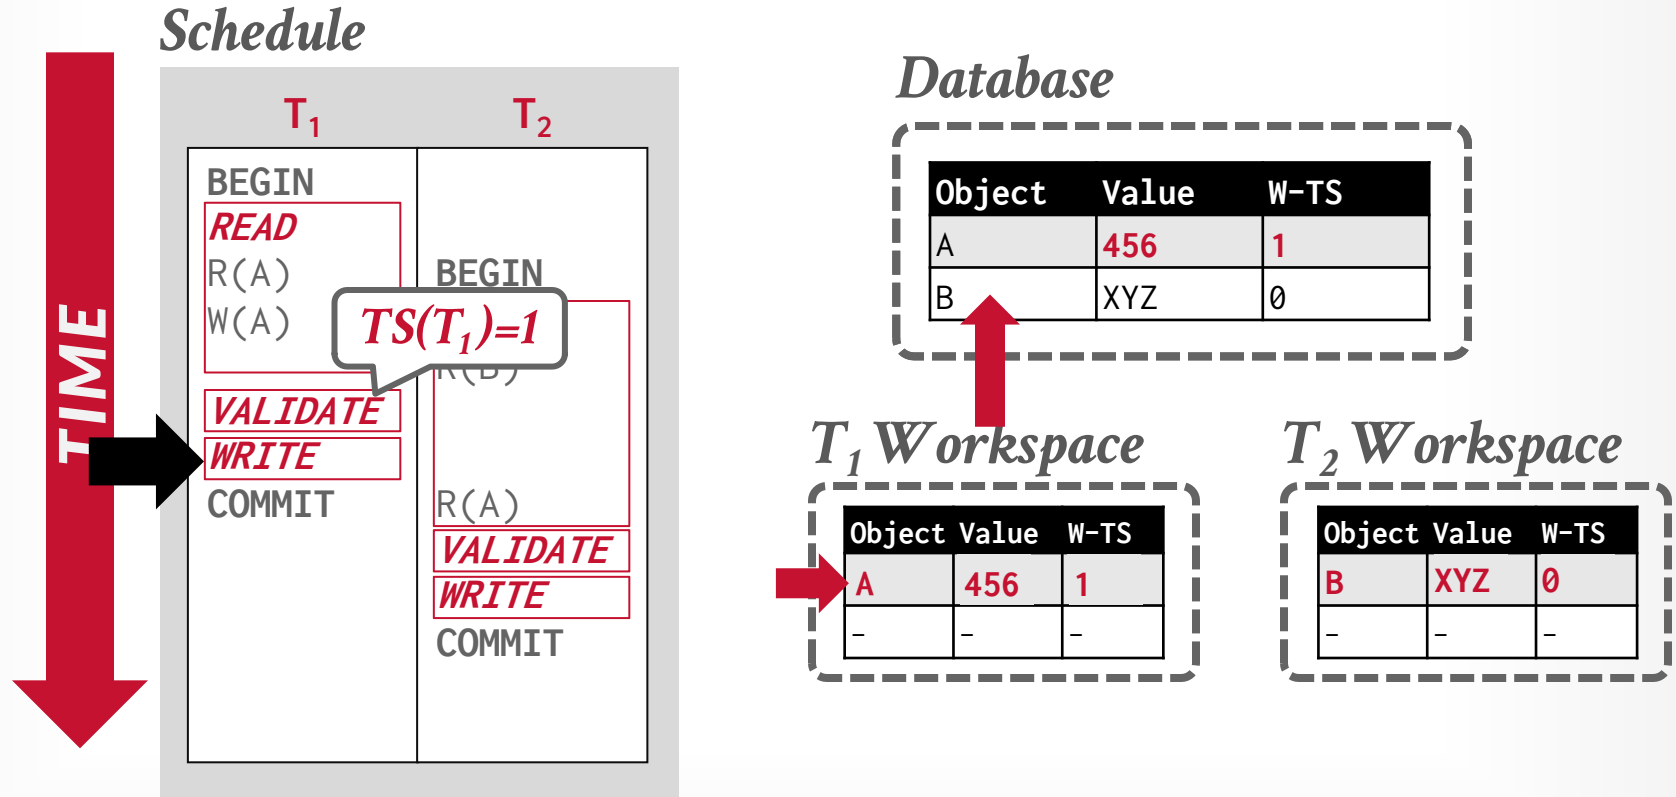 Schedule
TIME
T1 T2
BEGIN
READ
R(A)
W(A)
VALIDATE
WRITE
COMMIT
BEGIN
TS(T1)=1
R(B)
R(A)
VALIDATE
WRITE
COMMIT
Database
Object Value W-TS
A 456 1
B XYZ 0
T1 Workspace
Object Value W-TS
A 456 1
- - -
T2 Workspace
Object Value W-TS
B XYZ 0
- - -